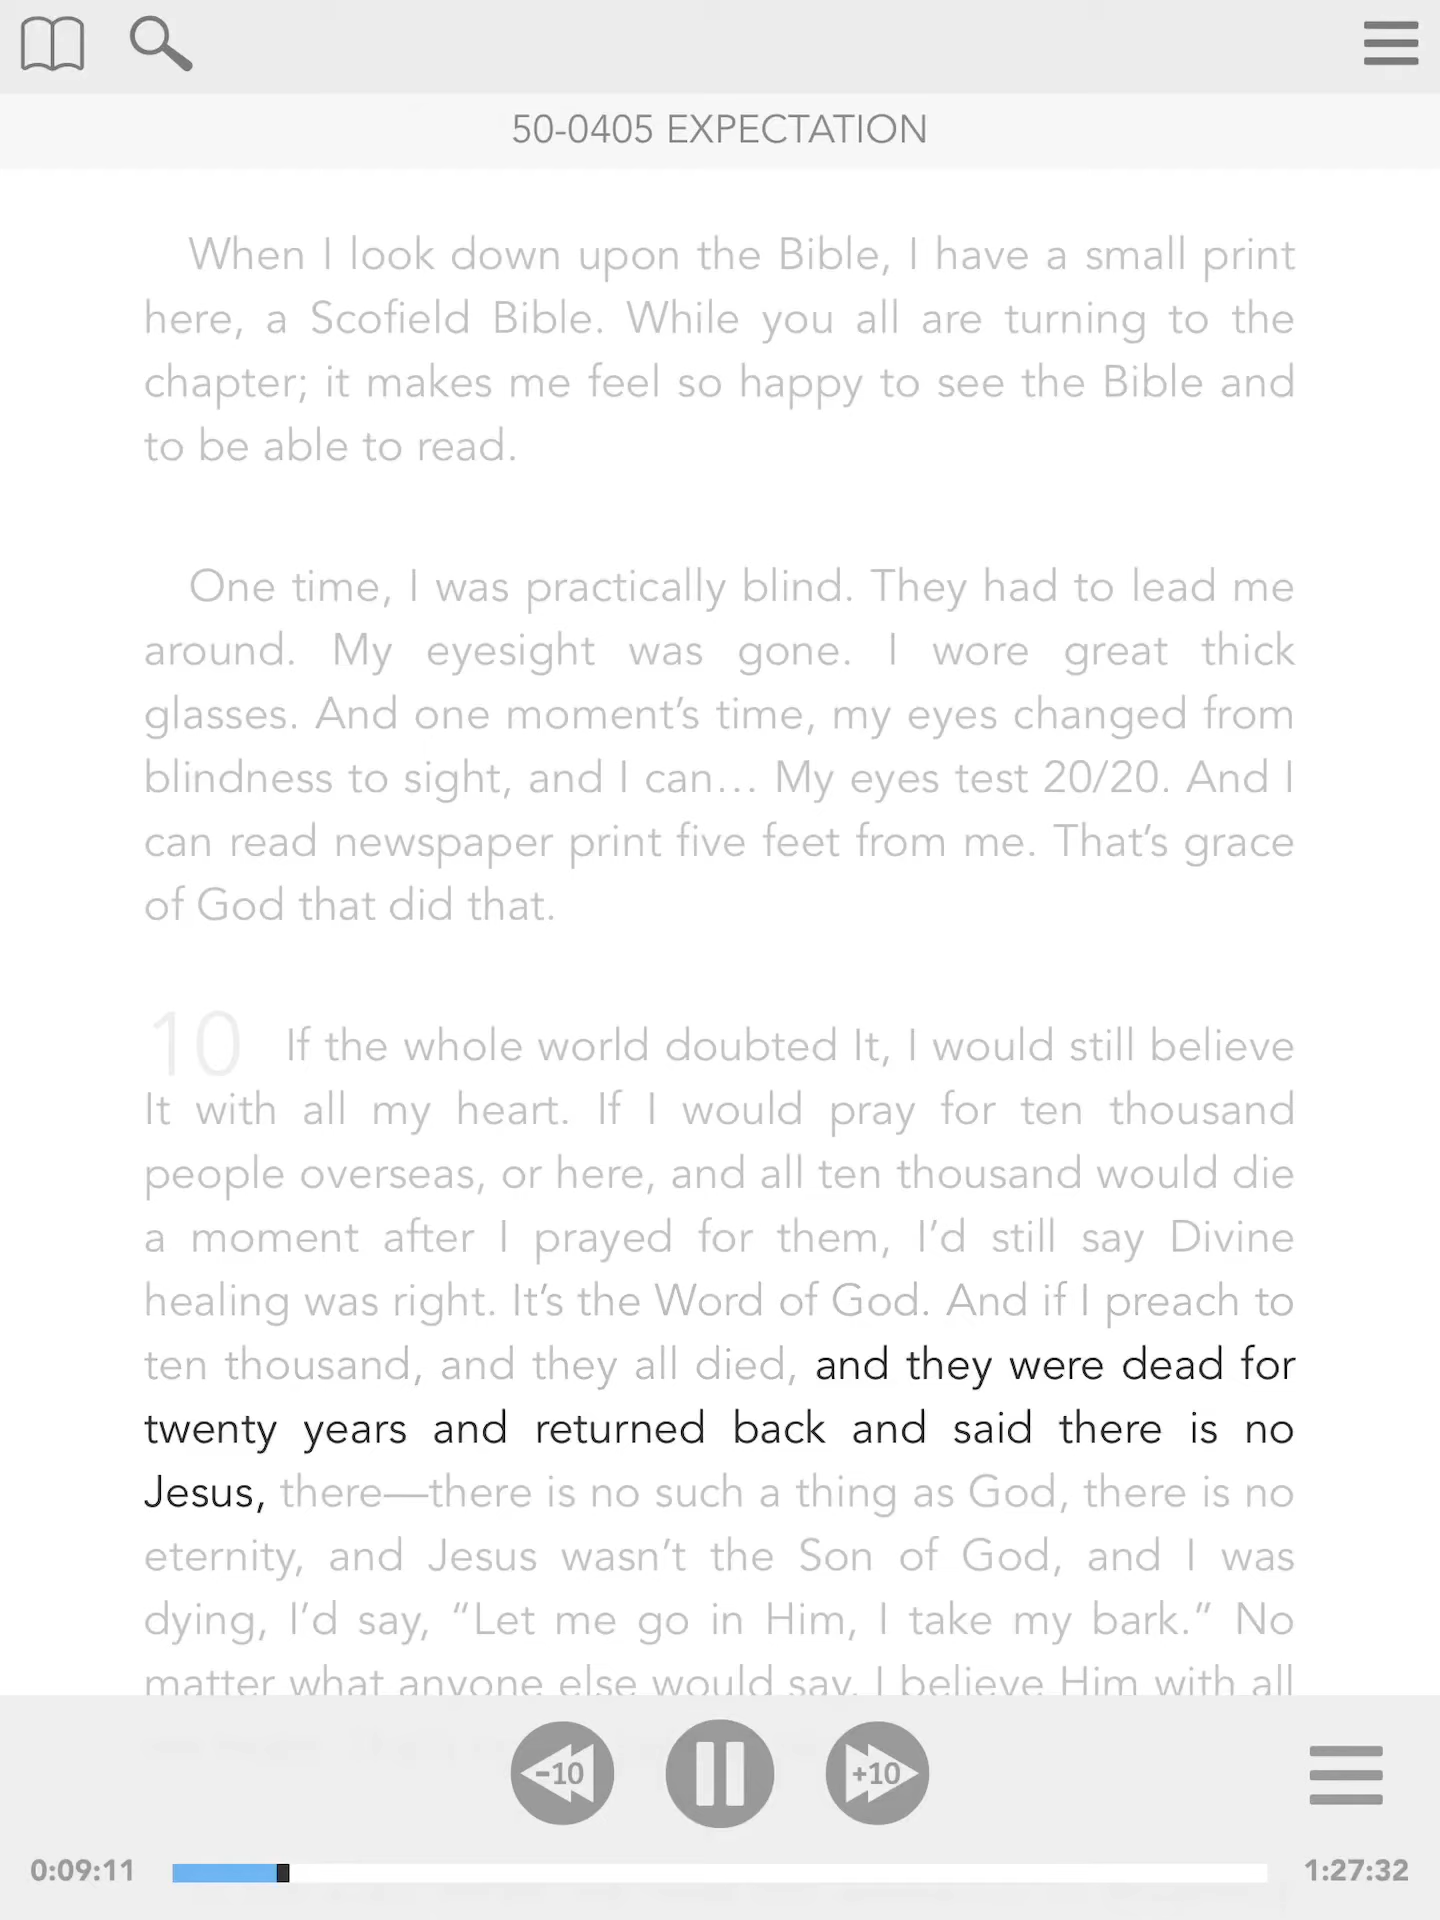 50-0405 EXPECTATION
When I look down upon the Bible, I have a small print
here, a Scofield Bible. While you all are turning to the
chapter; it makes me feel so happy to see the Bible and
to be able to read.
One time, I was practically blind. They had to lead me
around. My eyesight was gone. I wore great thick
glasses. And one moment’s time, my eyes changed from
blindness to sight, and I can… My eyes test 20/20. And I
can read newspaper print five feet from me. That’s grace
of God that did that.
10 If the whole world doubted It, I would still believe
It with all my heart. If I would pray for ten thousand
people overseas, or here, and all ten thousand would die
a moment after I prayed for them, I’d still say Divine
healing was right. It’s the Word of God. And if I preach to
ten thousand, and they all died, and they were dead for
twenty years and returned back and said there is no
Jesus, there—there is no such a thing as God, there is no
eternity, and Jesus wasn’t the Son of God, and I was
dying, I’d say, “Let me go in Him, I take my bark.” No
matter what anyone else would say, I believe Him with all
-10 +10
0:09:11 1:27:32